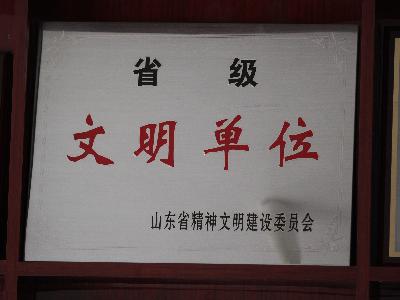 省级
文明单位
山东省精神文明建设委员会